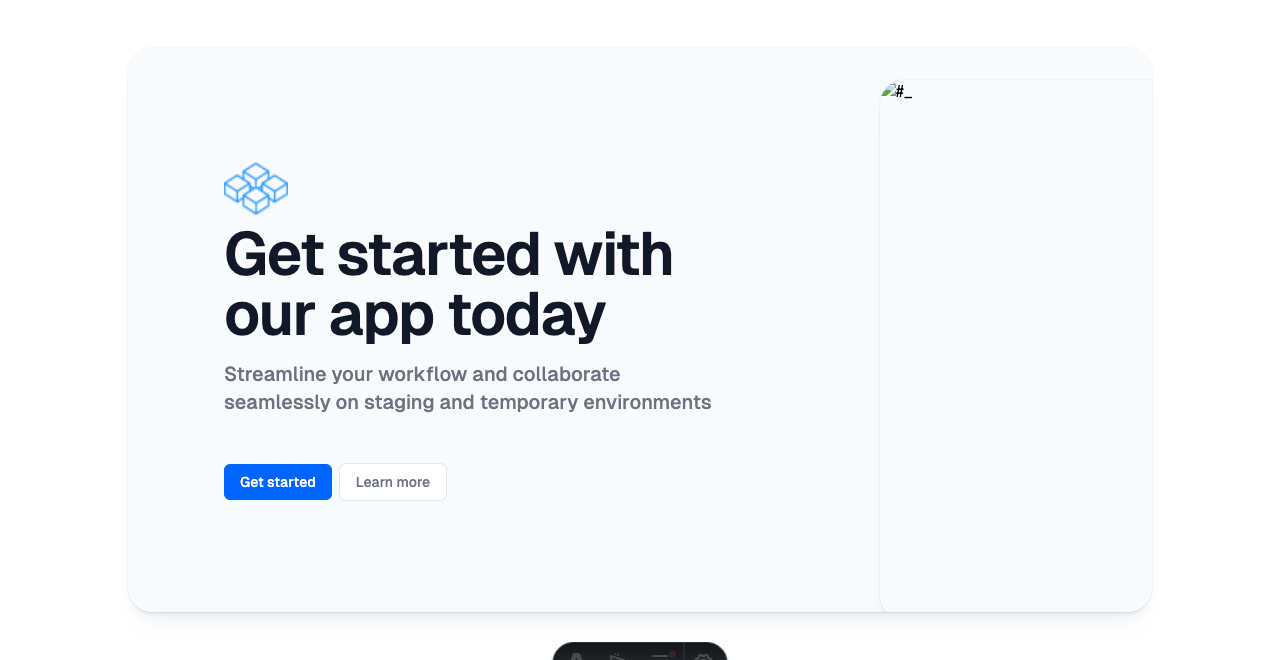 #_
Get started with
our app today
Streamline your workflow and collaborate
seamlessly on staging and temporary environments
Get started
Learn more